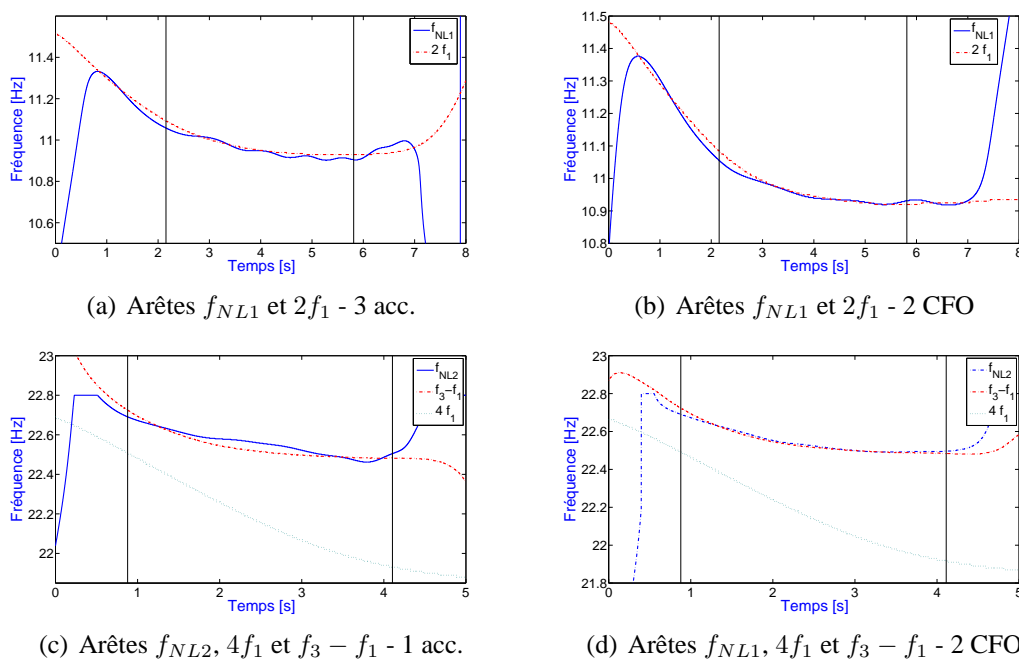 11.4
11.2
11
10.8
10.6
Fréquence [Hz]
0 1 2 3 4 5 6 7 8
Temps [s]
f_NL1
2 f_1
(a) Arêtes f_NL1 et 2f_1 - 3 acc.
11.5
11.4
11.3
11.2
11.1
11
10.9
10.8
Fréquence [Hz]
0 1 2 3 4 5 6 7 8
Temps [s]
f_NL1
2 f_1
(b) Arêtes f_NL1 et 2f_1 - 2 CFO
23
22.8
22.6
22.4
22.2
22
Fréquence [Hz]
0 1 2 3 4 5
Temps [s]
f_NL2
f_3−f_1
4 f_1
(c) Arêtes f_NL2, 4f_1 et f_3 − f_1 - 1 acc.
23
22.8
22.6
22.4
22.2
22
21.8
Fréquence [Hz]
0 1 2 3 4 5
Temps [s]
f_NL2
f_3−f_1
4 f_1
(d) Arêtes f_NL1, 4f_1 et f_3 − f_1 - 2 CFO